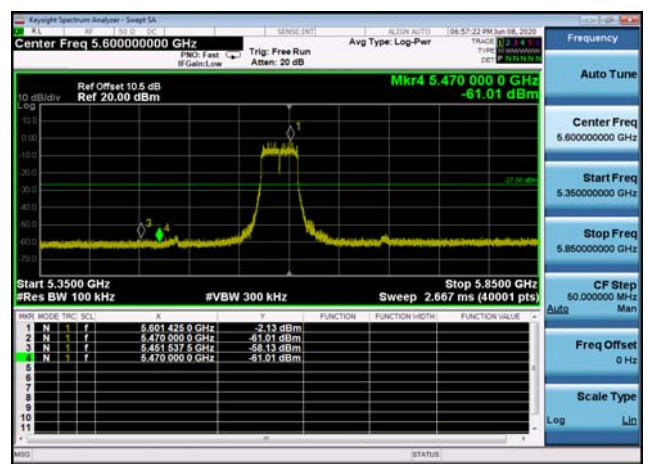 Keysight Spectrum Analyzer - Swept SA
RL RF 50 Ω DC SENSE:INT ALIGN AUTO 06:57:22 PM Jun 08, 2020
Center Freq 5.600000000 GHz Avg Type: Log-Pwr TRACE 1 2 3 4 5 6
PNO: Fast Trig: Free Run TYPE
IFGain:Low Atten: 20 dB DET P N N N N N
Ref Offset 10.5 dB Mkr4 5.470 000 0 GHz
10 dB/div Ref 20.00 dBm -61.01 dBm
Log
10.0
0.00
-10.0
-20.0
-27.00 dBm
-30.0
-40.0
-50.0
-60.0
-70.0
1
3
4
Start 5.3500 GHz Stop 5.8500 GHz
#Res BW 100 kHz #VBW 300 kHz Sweep 2.667 ms (40001 pts)
MKR MODE TRC SCL X Y FUNCTION FUNCTION WIDTH FUNCTION VALUE
1 N 1 f 5.601 425 0 GHz -2.13 dBm
2 N 1 f 5.470 000 0 GHz -61.01 dBm
3 N 1 f 5.451 537 5 GHz -58.13 dBm
4 N 1 f 5.470 000 0 GHz -61.01 dBm
5
6
7
8
9
10
11
MSG STATUS
Frequency
Auto Tune
Center Freq
5.600000000 GHz
Start Freq
5.350000000 GHz
Stop Freq
5.850000000 GHz
CF Step
50.000000 MHz
Auto Man
Freq Offset
0 Hz
Scale Type
Log Lin